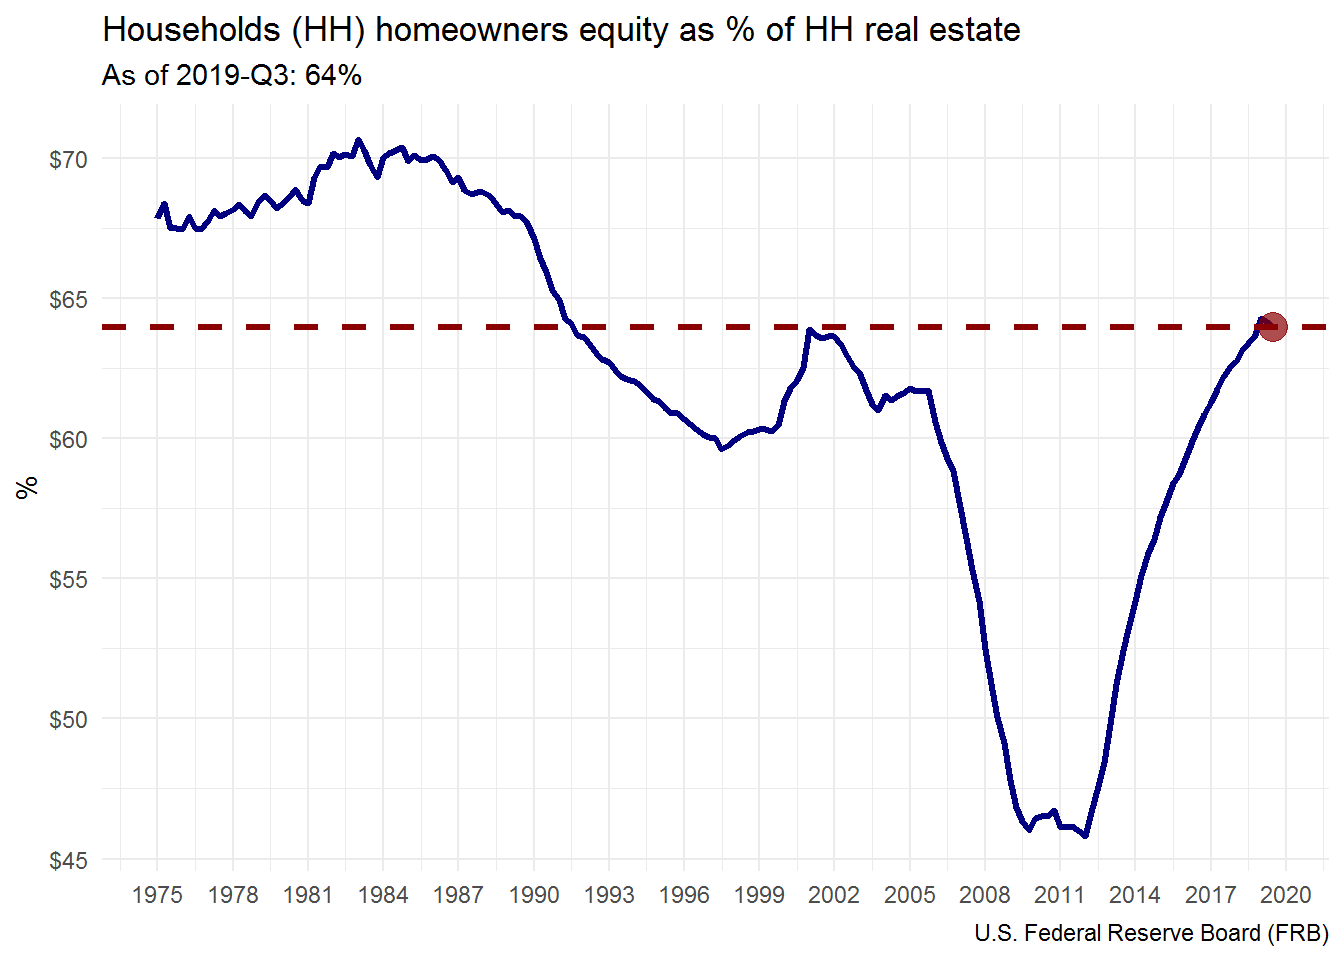 Households (HH) homeowners equity as % of HH real estate
As of 2019-Q3: 64%
$70
$65
$60
$55
$50
$45
%
1975 1978 1981 1984 1987 1990 1993 1996 1999 2002 2005 2008 2011 2014 2017 2020
U.S. Federal Reserve Board (FRB)